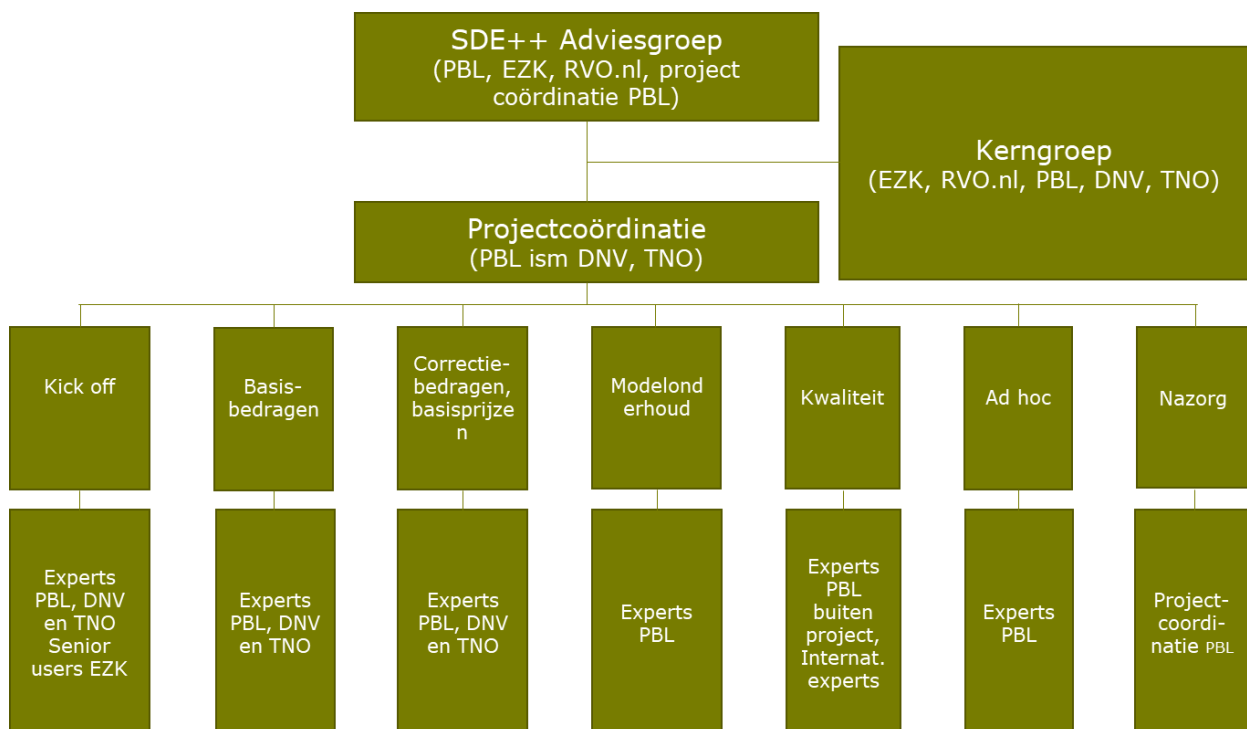 SDE++ Adviesgroep
(PBL, EZK, RVO.nl, project
coördinatie PBL)
Kerngroep
(EZK, RVO.nl, PBL, DNV, TNO)
Projectcoördinatie
(PBL ism DNV, TNO)
Kick off
Basis-
bedragen
Correctie-
bedragen,
basisprijze
n
Modelond
erhoud
Kwaliteit
Ad hoc
Nazorg
Experts
PBL, DNV
en TNO
Senior
users EZK
Experts
PBL, DNV
en TNO
Experts
PBL, DNV
en TNO
Experts
PBL
Experts
PBL
buiten
project,
Internat.
experts
Experts
PBL
Project-
coordi-
natie PBL